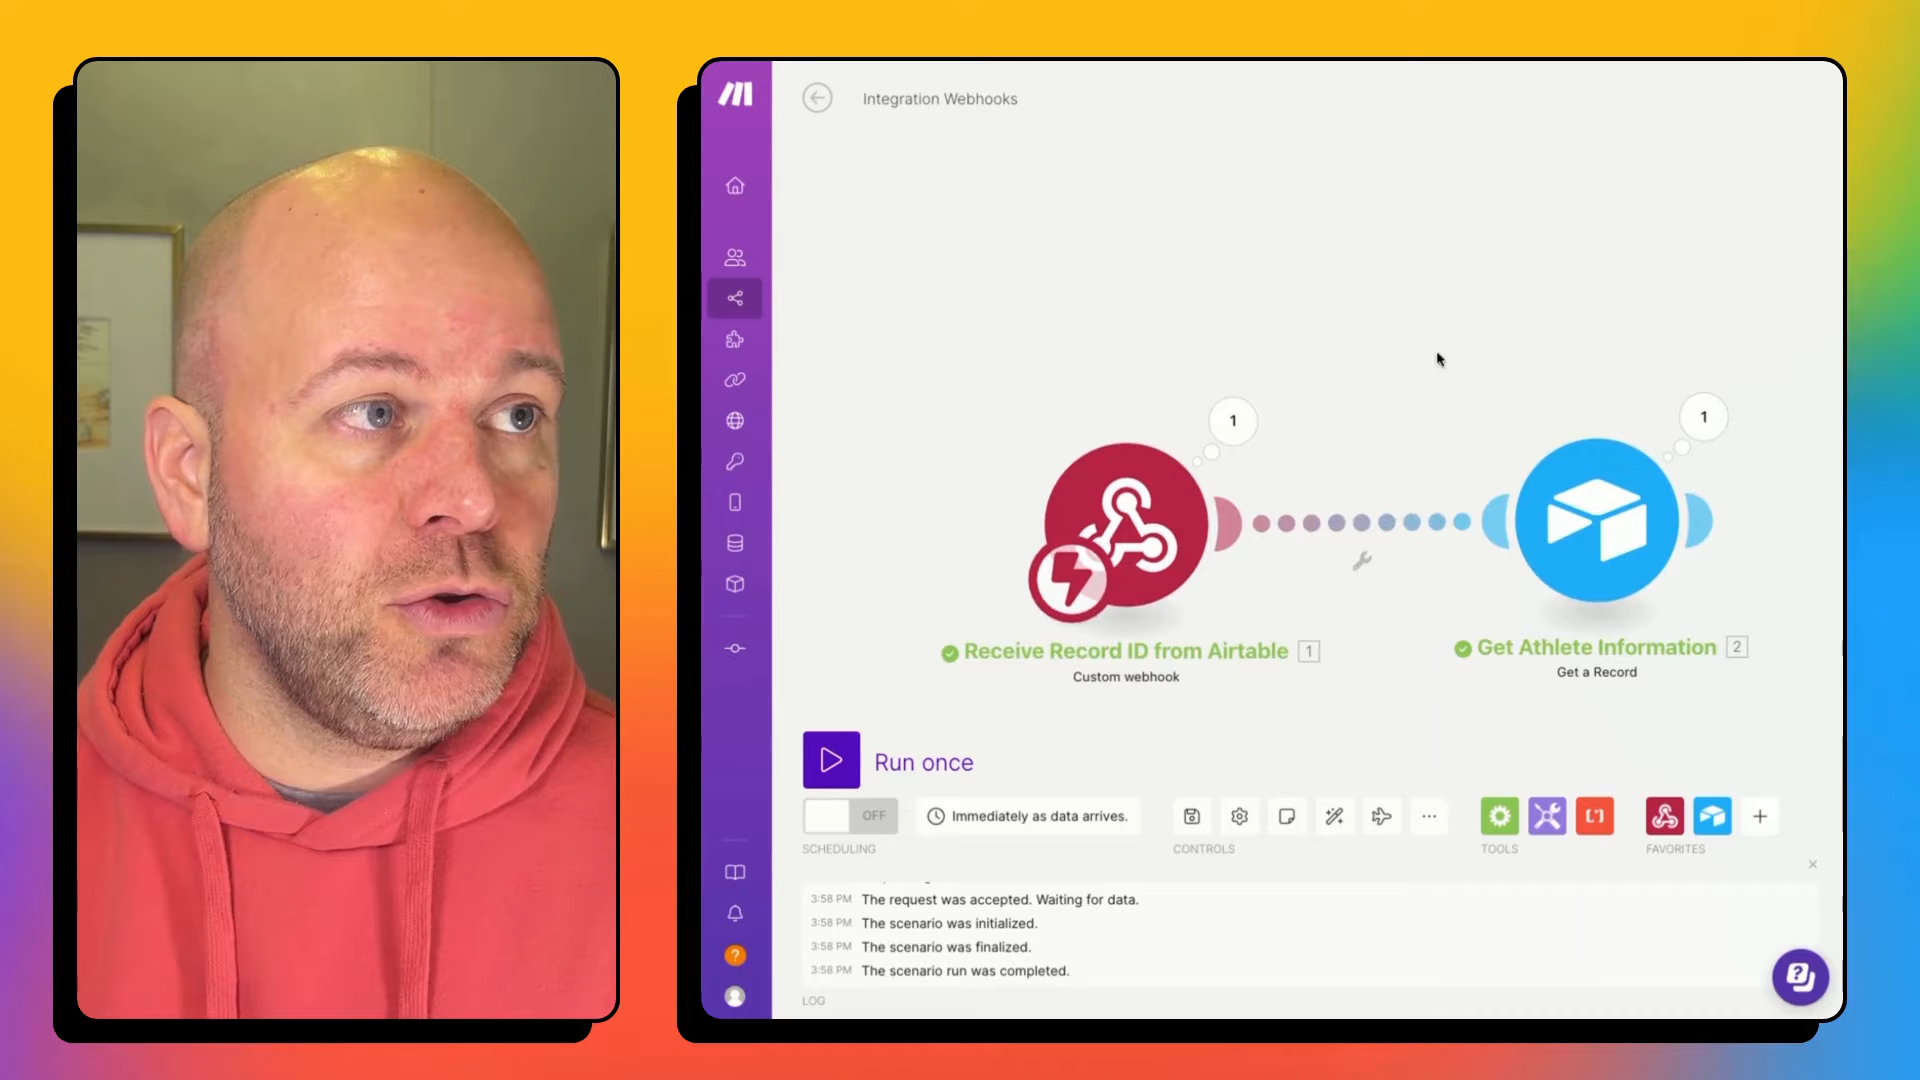 Integration Webhooks
1
1
Receive Record ID from Airtable 1
Custom webhook
Get Athlete Information 2
Get a Record
Run once
OFF
Immediately as data arrives.
SCHEDULING
CONTROLS
TOOLS
FAVORITES
3:58 PM The request was accepted. Waiting for data.
3:58 PM The scenario was initialized.
3:58 PM The scenario was finalized.
3:58 PM The scenario run was completed.
LOG